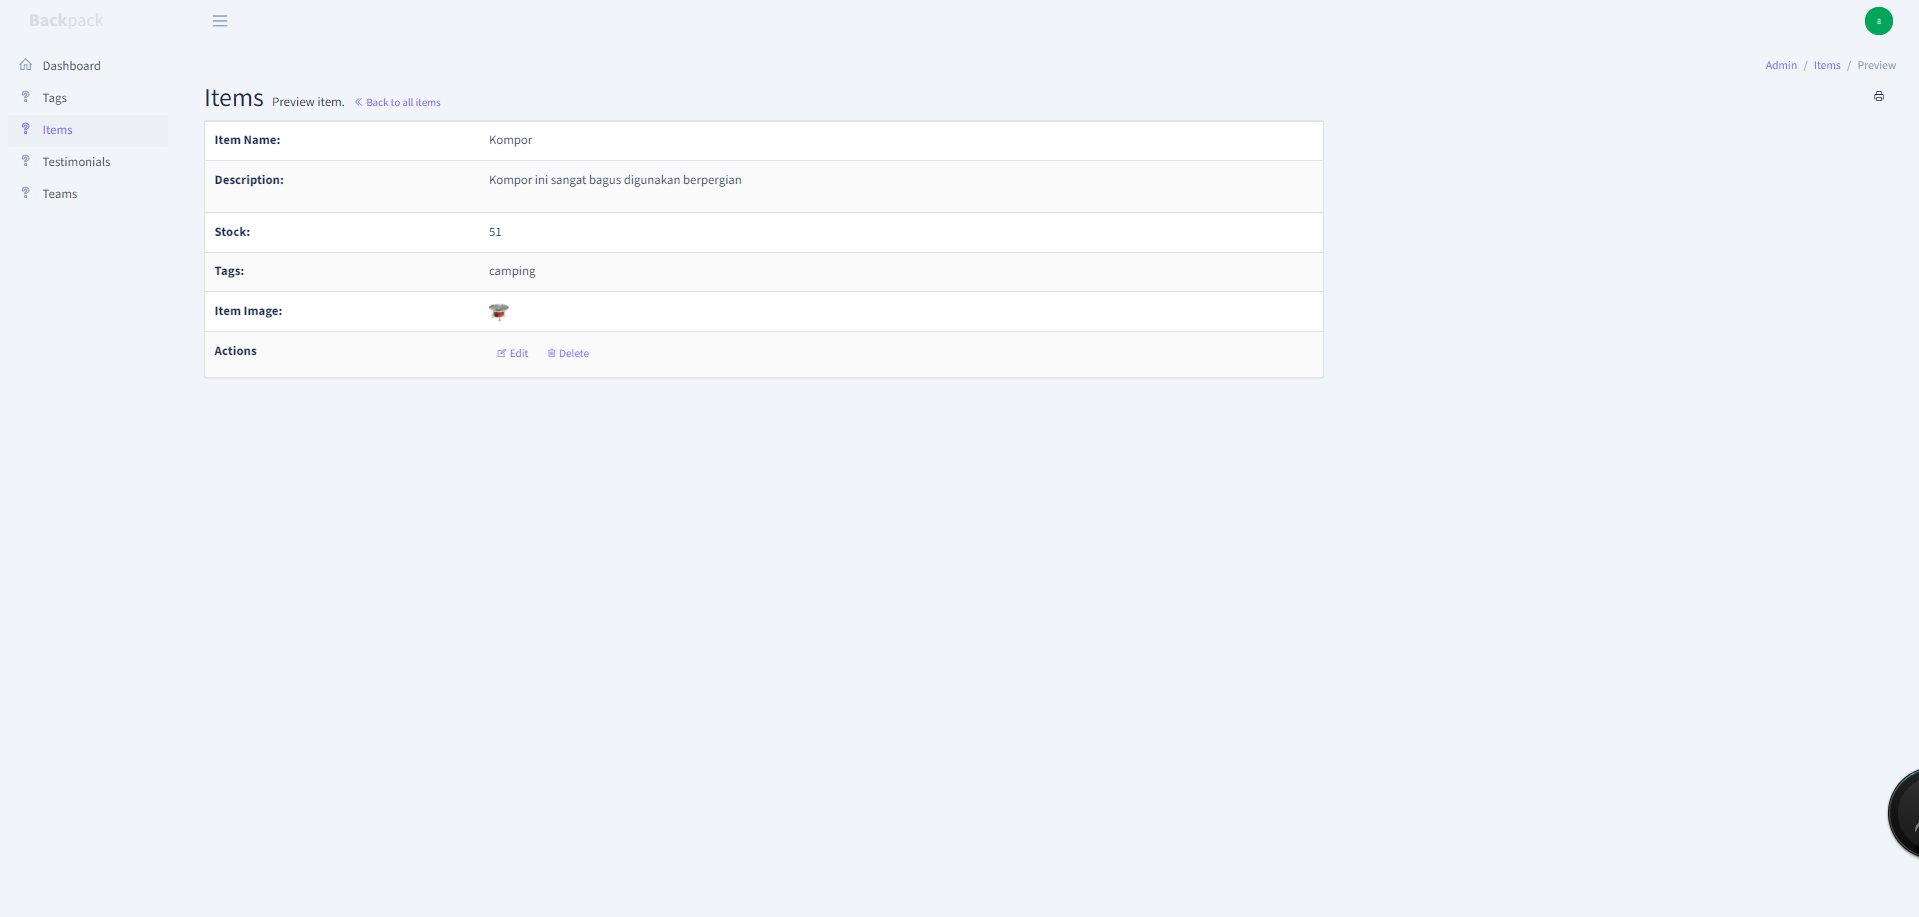 Backpack
a
Dashboard
Tags
Items
Testimonials
Teams
Admin / Items / Preview
Items Preview item. « Back to all items
Item Name: Kompor
Description: Kompor ini sangat bagus digunakan berpergian
Stock: 51
Tags: camping
Item Image:
Actions Edit Delete